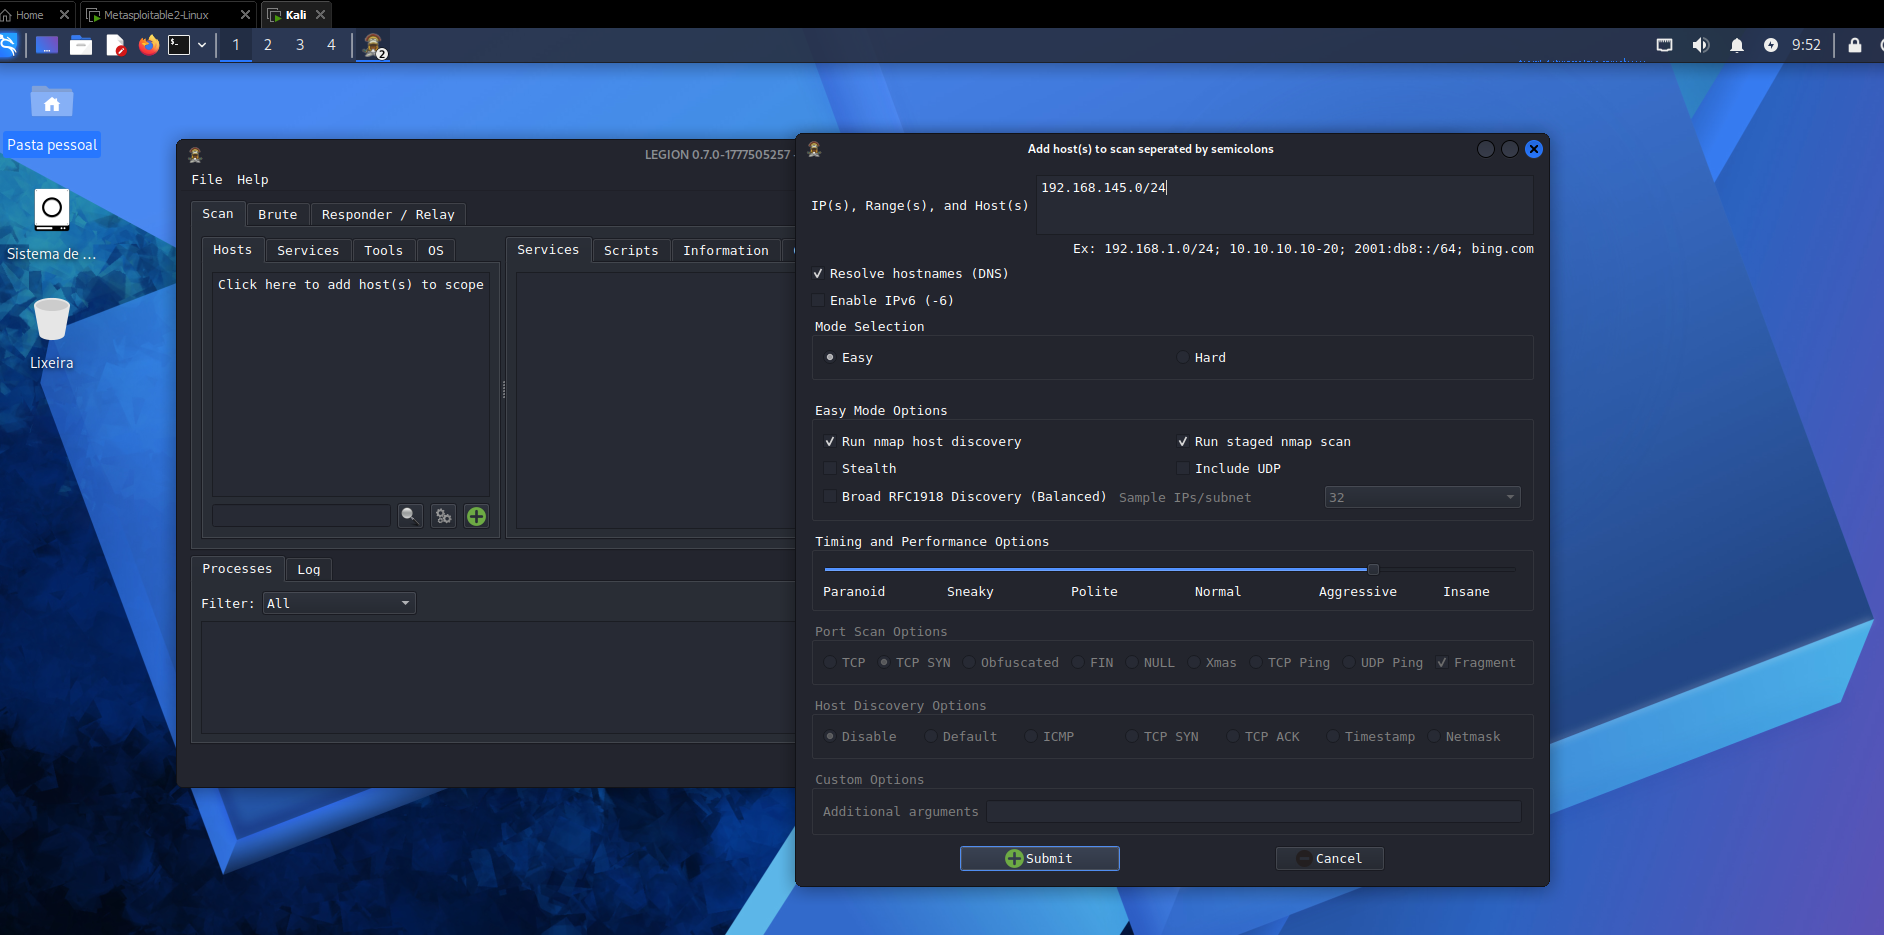 Home
Metasploitable2-Linux
Kali
1 2 3 4
2
9:52
Pasta pessoal
Sistema de ...
Lixeira
LEGION 0.7.0-1777505257 -
File Help
Scan Brute Responder / Relay
Hosts Services Tools OS
Services Scripts Information
Click here to add host(s) to scope
Processes Log
Filter: All
Add host(s) to scan seperated by semicolons
IP(s), Range(s), and Host(s) 192.168.145.0/24
Ex: 192.168.1.0/24; 10.10.10.10-20; 2001:db8::/64; bing.com
Resolve hostnames (DNS)
Enable IPv6 (-6)
Mode Selection
Easy Hard
Easy Mode Options
Run nmap host discovery Run staged nmap scan
Stealth Include UDP
Broad RFC1918 Discovery (Balanced) Sample IPs/subnet 32
Timing and Performance Options
Paranoid Sneaky Polite Normal Aggressive Insane
Port Scan Options
TCP TCP SYN Obfuscated FIN NULL Xmas TCP Ping UDP Ping Fragment
Host Discovery Options
Disable Default ICMP TCP SYN TCP ACK Timestamp Netmask
Custom Options
Additional arguments
Submit Cancel